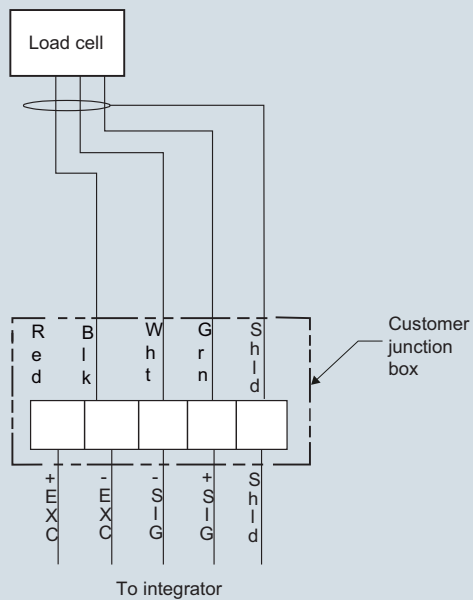 Load cell
Red
Blk
Wht
Grn
Shld
Customer
junction
box
+EXC
-EXC
-SIG
+SIG
Shld
To integrator